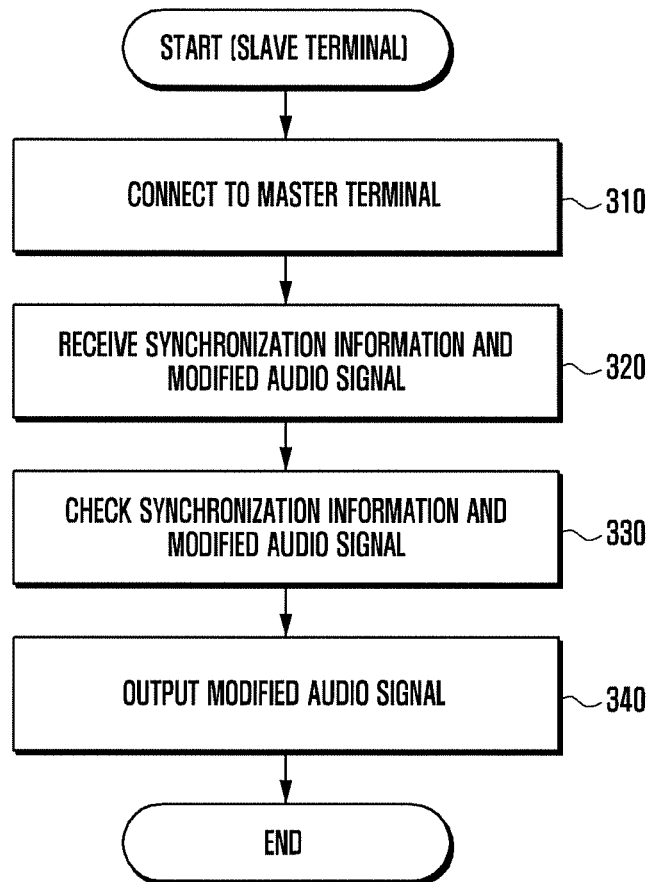 START (SLAVE TERMINAL)
CONNECT TO MASTER TERMINAL
310
RECEIVE SYNCHRONIZATION INFORMATION AND
MODIFIED AUDIO SIGNAL
320
CHECK SYNCHRONIZATION INFORMATION AND
MODIFIED AUDIO SIGNAL
330
OUTPUT MODIFIED AUDIO SIGNAL
340
END